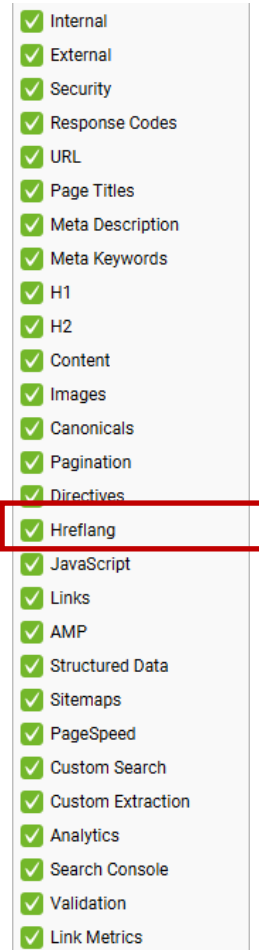 Internal
External
Security
Response Codes
URL
Page Titles
Meta Description
Meta Keywords
H1
H2
Content
Images
Canonicals
Pagination
Directives
Hreflang
JavaScript
Links
AMP
Structured Data
Sitemaps
PageSpeed
Custom Search
Custom Extraction
Analytics
Search Console
Validation
Link Metrics